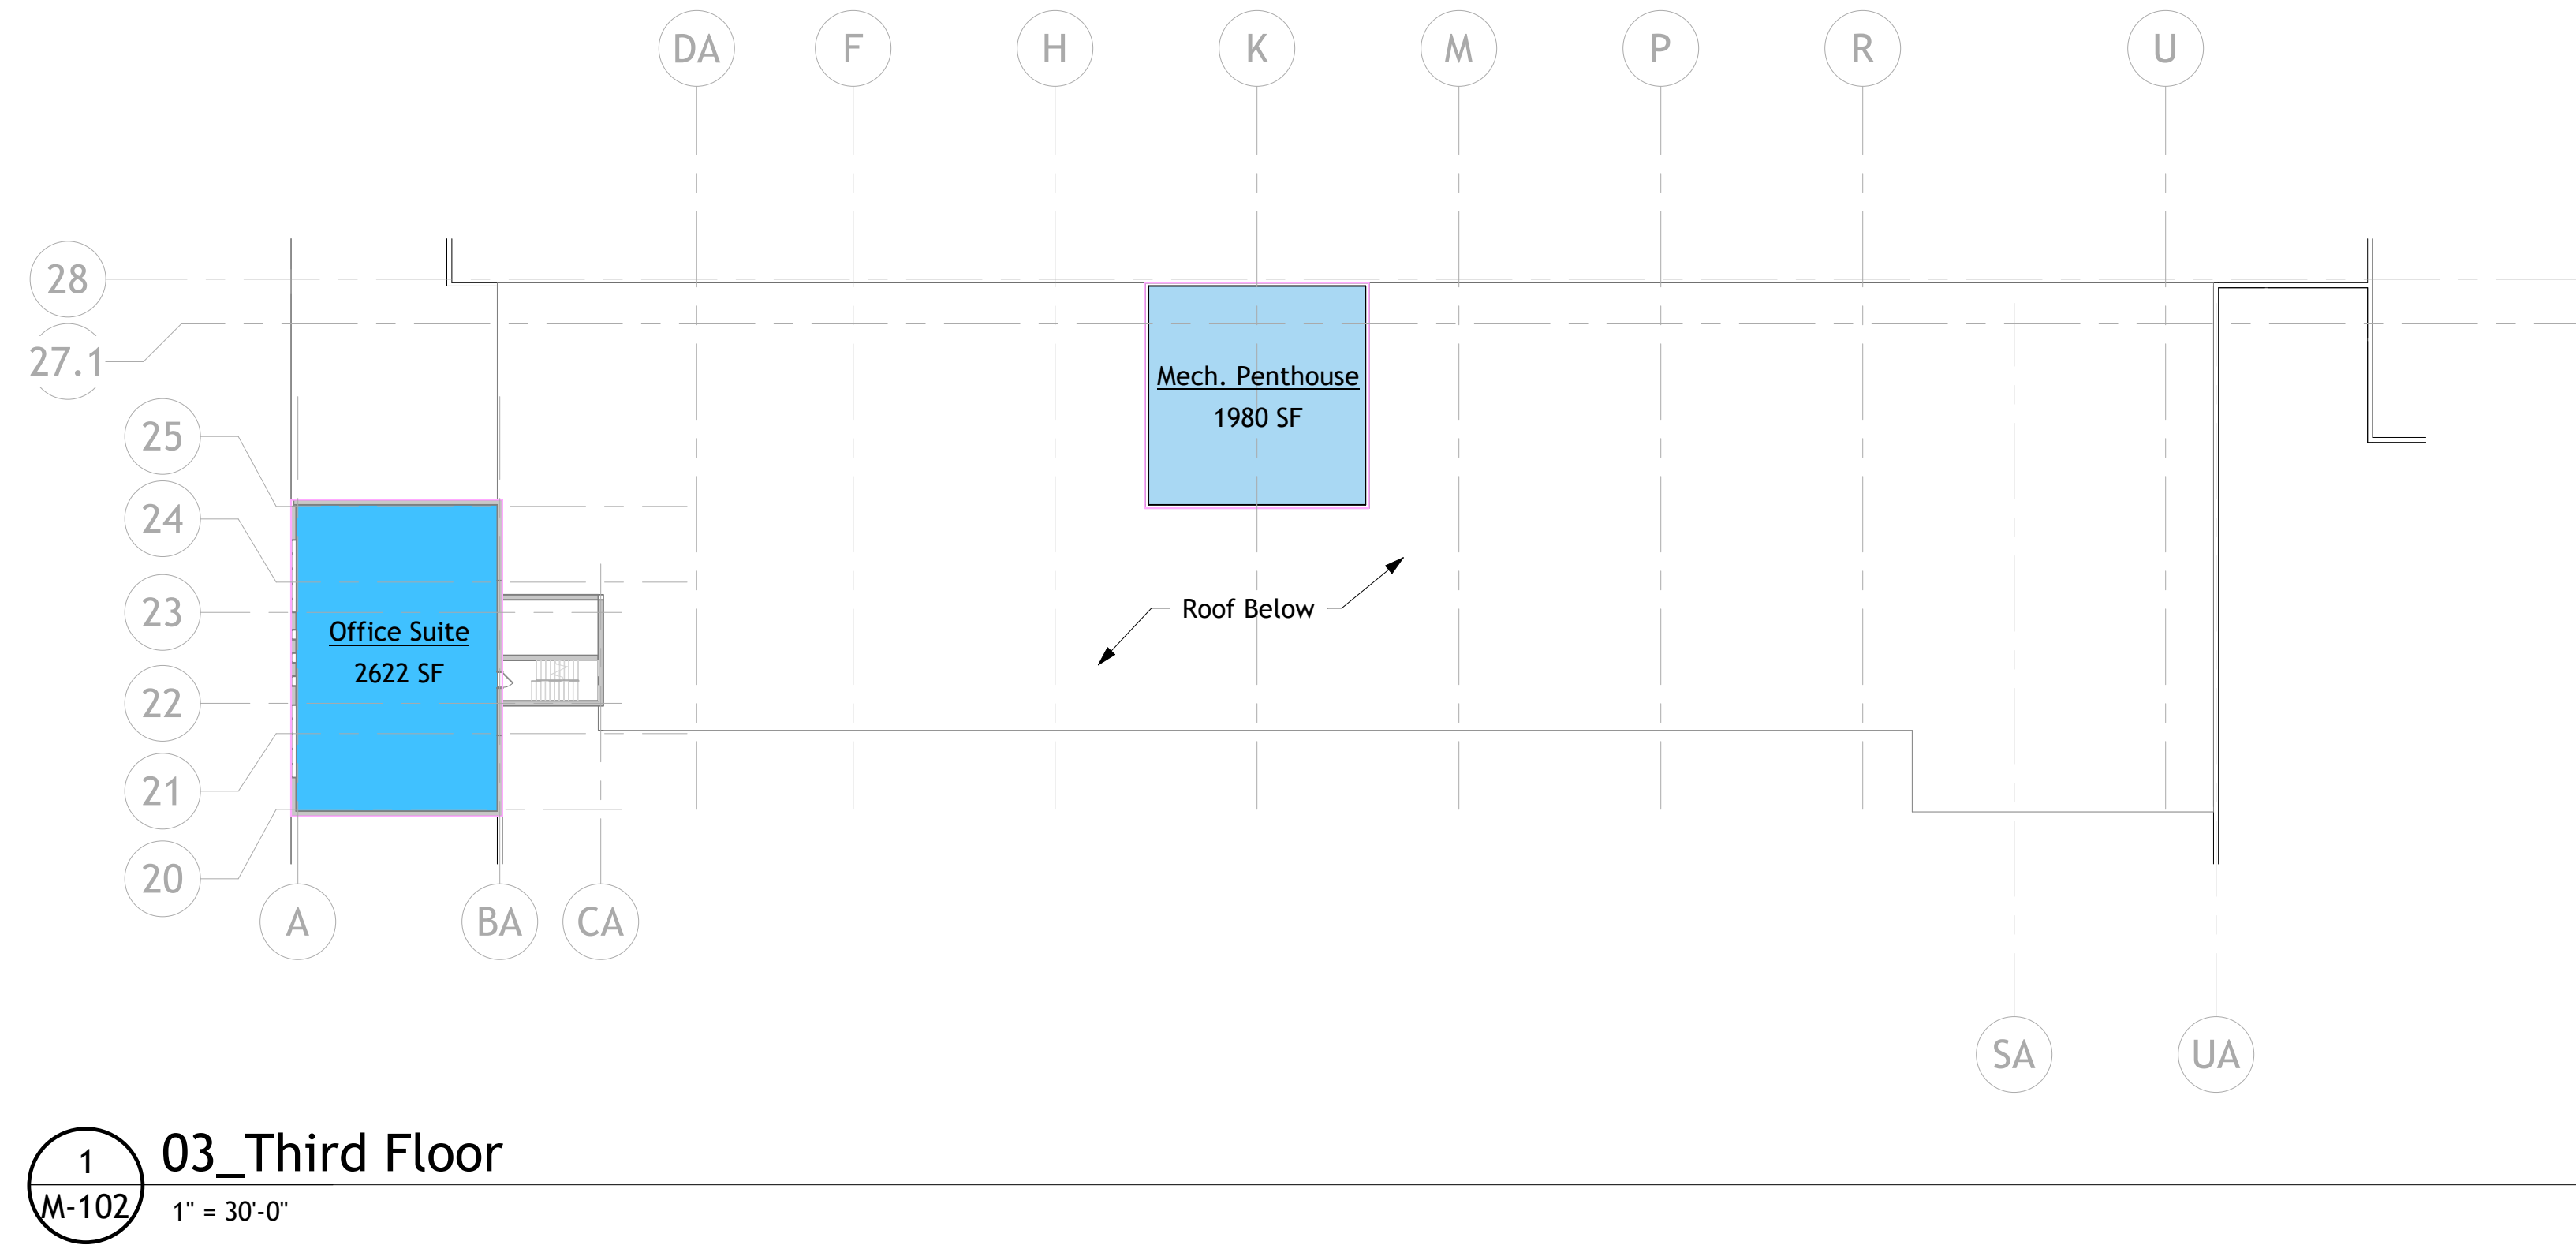 DA F H K M P R U
28
27.1
25
24
23
22
21
20
Mech. Penthouse
1980 SF
Office Suite
2622 SF
Roof Below
A BA CA
SA UA
1
M-102
03_Third Floor
1" = 30'-0"